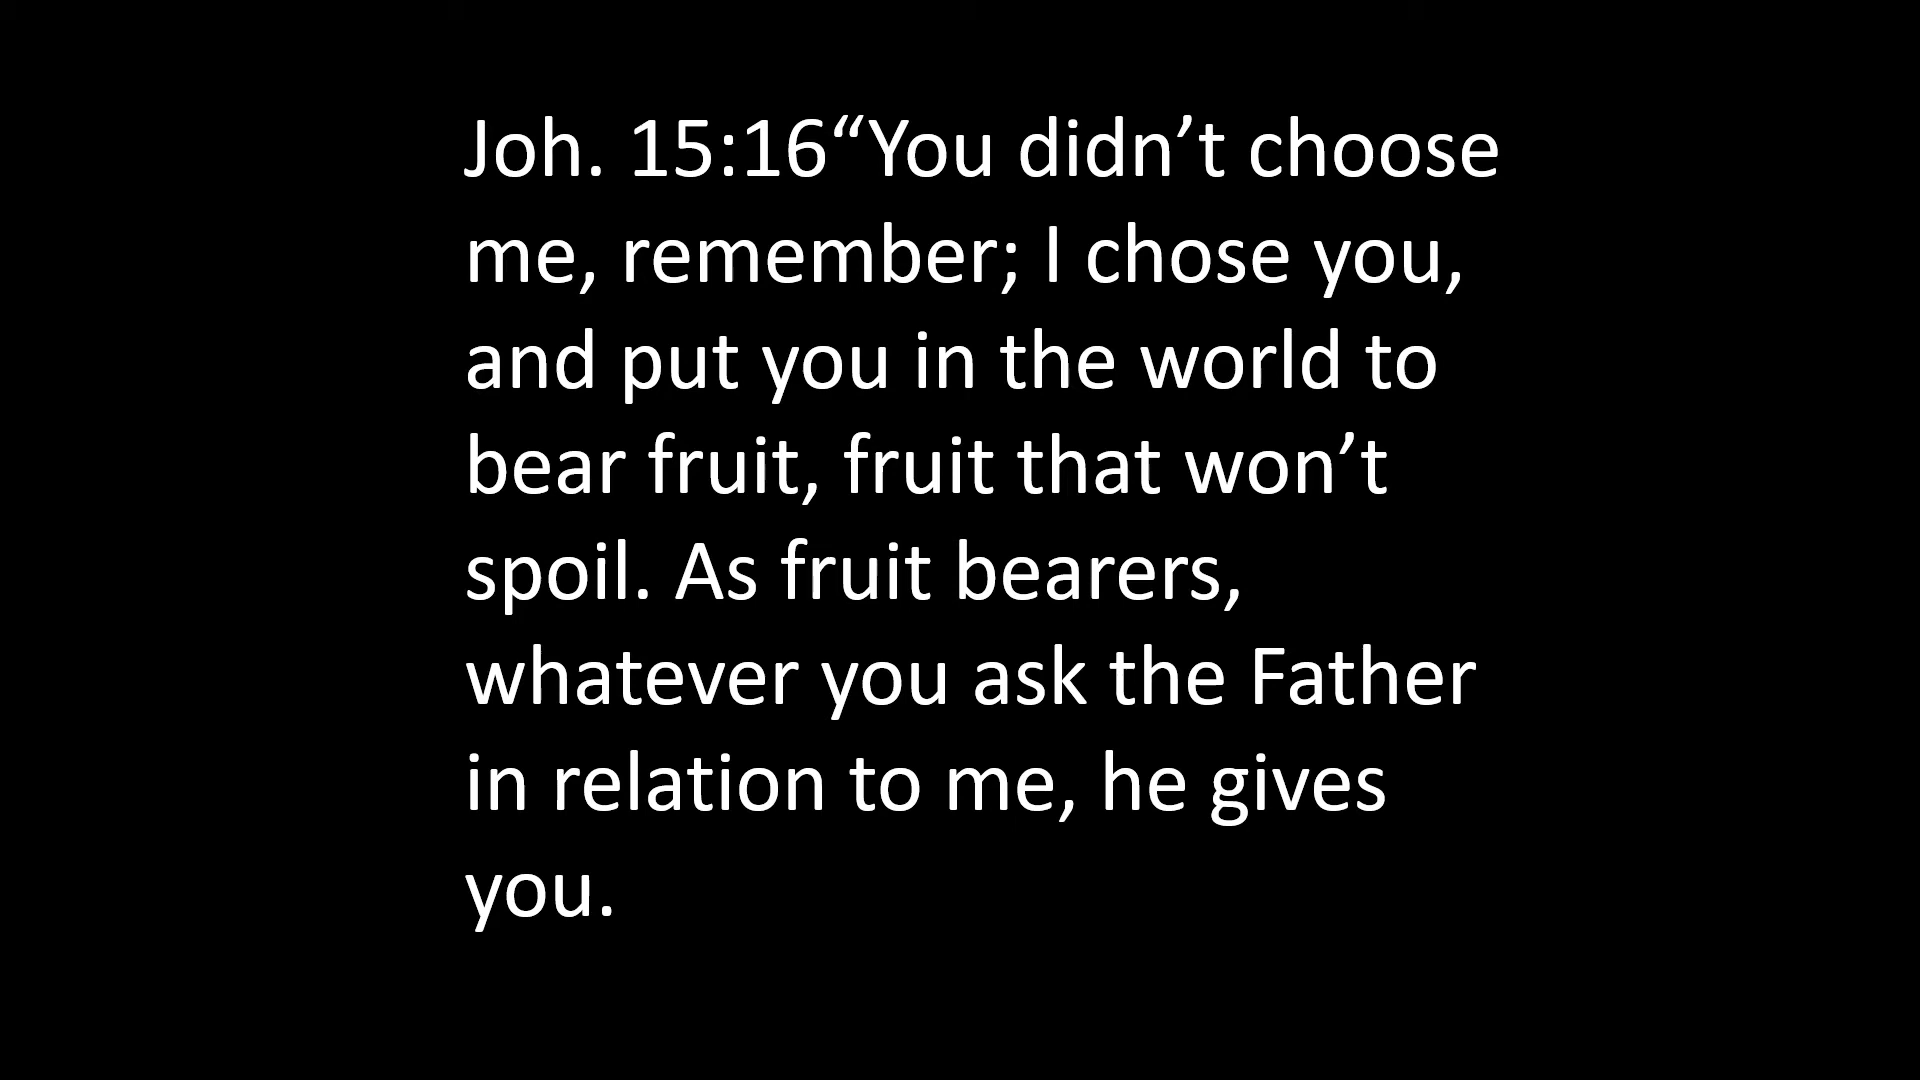 Joh. 15:16“You didn’t choose
me, remember; I chose you,
and put you in the world to
bear fruit, fruit that won’t
spoil. As fruit bearers,
whatever you ask the Father
in relation to me, he gives
you.